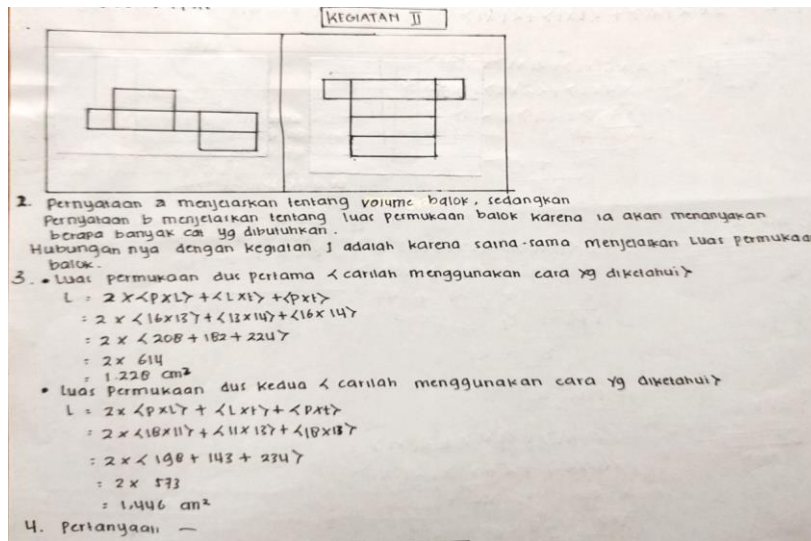 KEGIATAN II
2. Pernyataan a menjelaskan tentang volume balok, sedangkan
Pernyataan b menjelaskan tentang luas permukaan balok karena ia akan menanyakan
berapa banyak cat yg dibutuhkan.
Hubungan nya dengan kegiatan 1 adalah karena sama-sama menjelaskan Luas permukaa
balok.
3. • Luas permukaan dus pertama < carilah menggunakan cara yg diketahui >
L = 2 x <P x L> + <L x t> + <P x t>
= 2 x <16 x 13> + <13 x 14> + <16 x 14>
= 2 x <208 + 182 + 224>
= 2 x 614
= 1.228 cm²
• Luas Permukaan dus kedua < carilah menggunakan cara yg diketahui >
L = 2x <P x L> + <L x t> + <P x t>
= 2 x <18 x 11> + <11 x 13> + <18 x 13>
= 2 x < 198 + 143 + 234>
= 2 x 573
= 1.446 cm²
4. Pertanyaan —